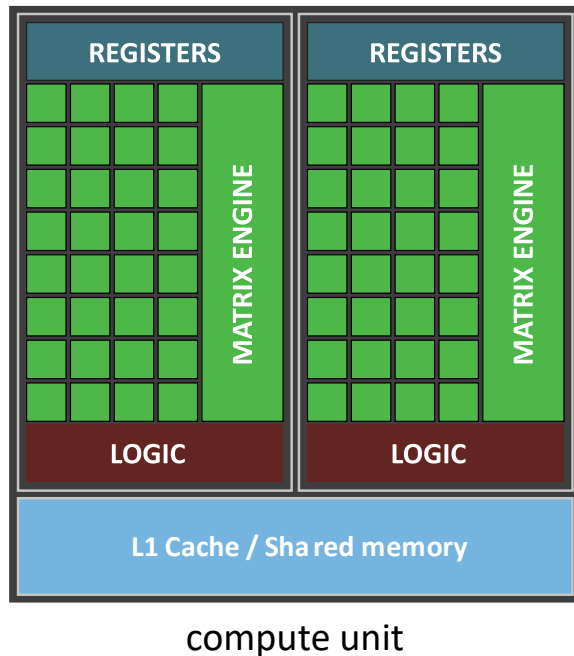 REGISTERS
MATRIX ENGINE
LOGIC
REGISTERS
MATRIX ENGINE
LOGIC
L1 Cache / Shared memory
compute unit